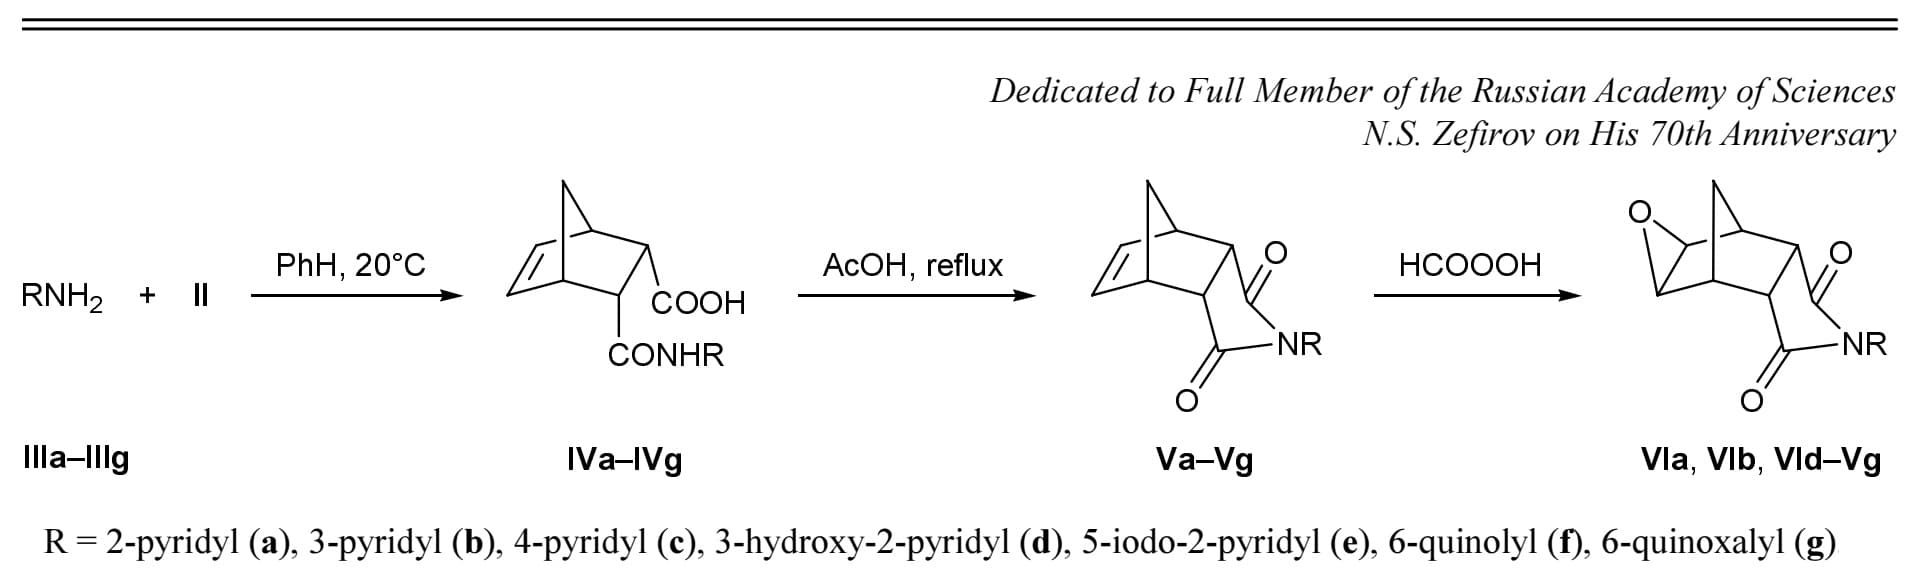 Dedicated to Full Member of the Russian Academy of Sciences
N.S. Zefirov on His 70th Anniversary
RNH₂ + II
PhH, 20°C
COOH
CONHR
AcOH, reflux
O
NR
O
HCOOOH
O
O
NR
O
IIIa–IIIg
IVa–IVg
Va–Vg
VIa, VIb, VId–Vg
R = 2-pyridyl (a), 3-pyridyl (b), 4-pyridyl (c), 3-hydroxy-2-pyridyl (d), 5-iodo-2-pyridyl (e), 6-quinolyl (f), 6-quinoxalyl (g)